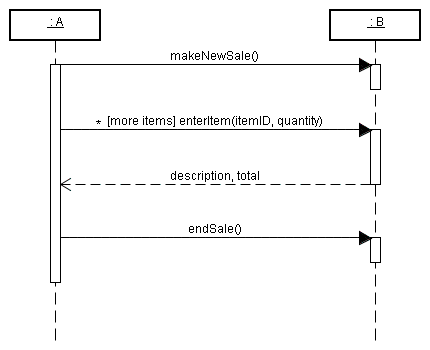 : A
: B
makeNewSale()
* [more items] enterItem(itemID, quantity)
description, total
endSale()